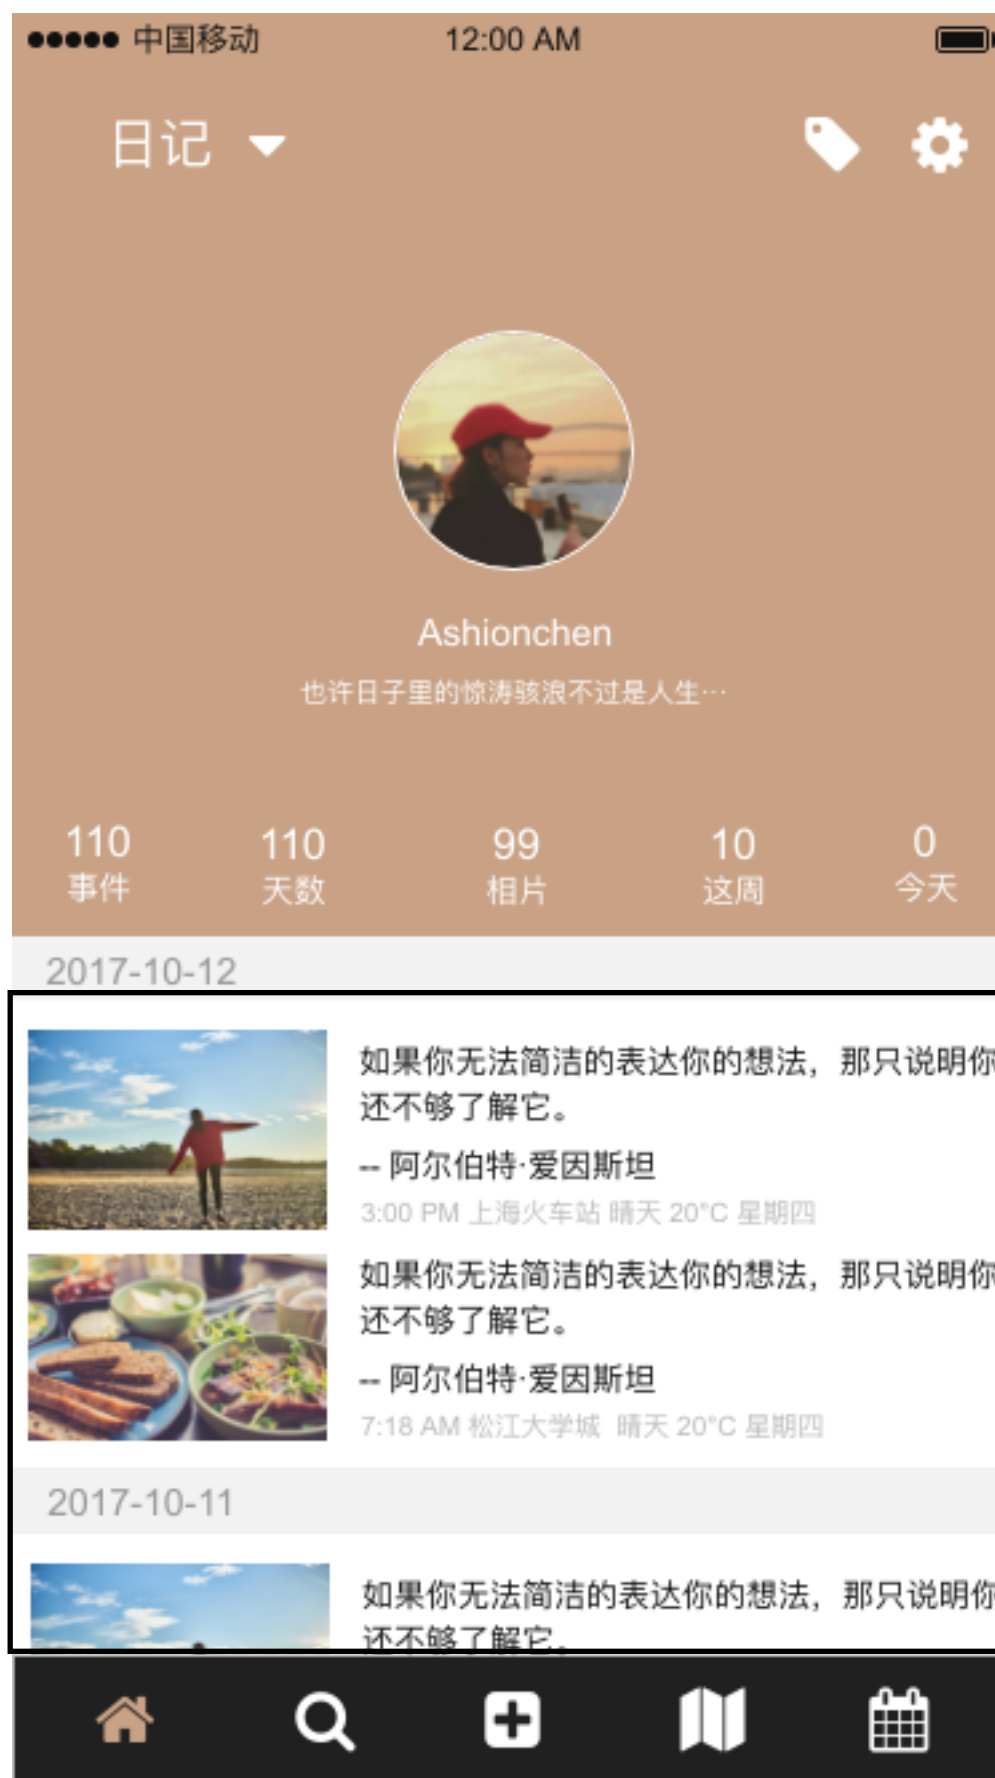 中国移动 12:00 AM
日记
Ashionchen
也许日子里的惊涛骇浪不过是人生…
110 110 99 10 0
事件 天数 相片 这周 今天
2017-10-12
如果你无法简洁的表达你的想法，那只说明你
还不够了解它。
-- 阿尔伯特·爱因斯坦
3:00 PM 上海火车站 晴天 20°C 星期四
如果你无法简洁的表达你的想法，那只说明你
还不够了解它。
-- 阿尔伯特·爱因斯坦
7:18 AM 松江大学城 晴天 20°C 星期四
2017-10-11
如果你无法简洁的表达你的想法，那只说明你
还不够了解它。